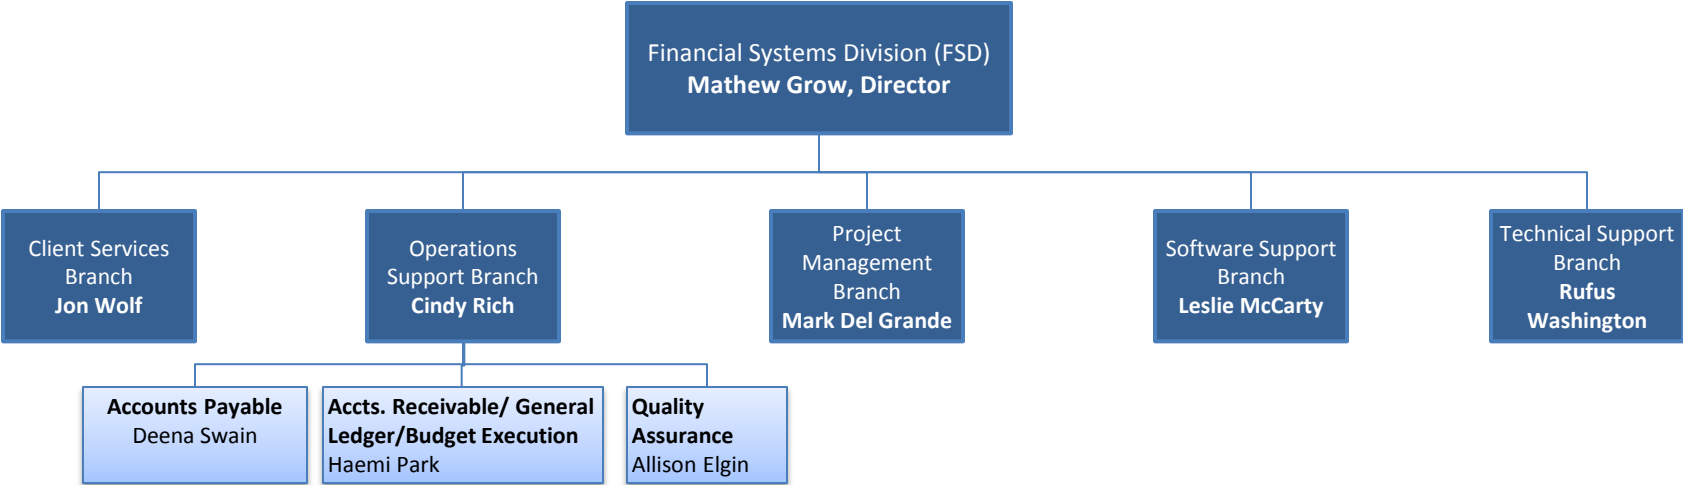 Financial Systems Division (FSD)
Mathew Grow, Director
Client Services
Branch
Jon Wolf
Operations
Support Branch
Cindy Rich
Project
Management
Branch
Mark Del Grande
Software Support
Branch
Leslie McCarty
Technical Support
Branch
Rufus
Washington
Accounts Payable
Deena Swain
Accts. Receivable/ General
Ledger/Budget Execution
Haemi Park
Quality
Assurance
Allison Elgin